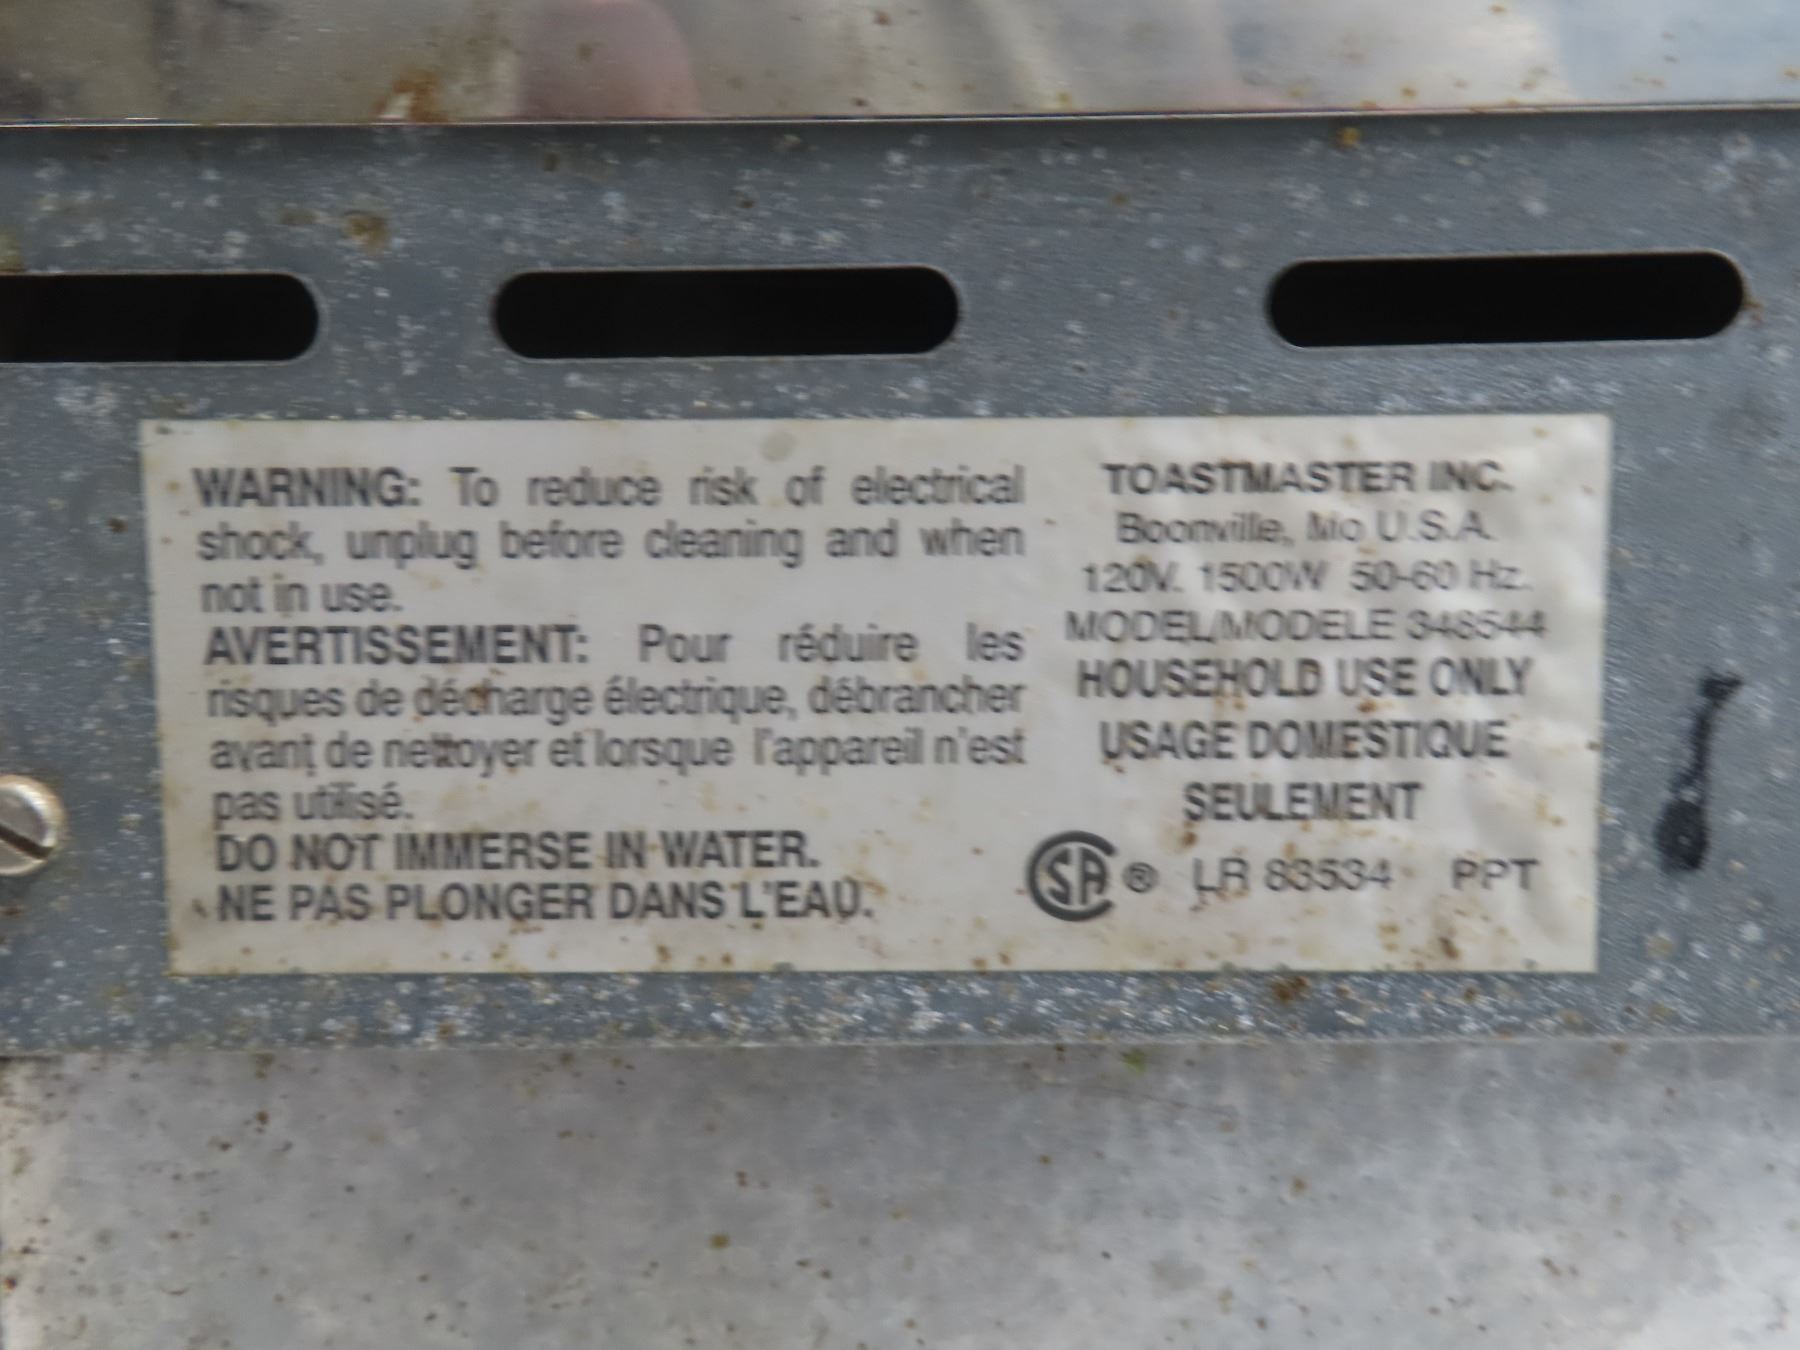 WARNING: To reduce risk of electrical
shock, unplug before cleaning and when
not in use.
AVERTISSEMENT: Pour réduire les
risques de décharge électrique, débrancher
avant de nettoyer et lorsque l'appareil n'est
pas utilisé.
DO NOT IMMERSE IN WATER.
NE PAS PLONGER DANS L'EAU.
TOASTMASTER INC.
Boonville, Mo U.S.A.
120V. 1500W 50-60 Hz.
MODEL/MODELE 348544
HOUSEHOLD USE ONLY
USAGE DOMESTIQUE
SEULEMENT
SA ® LR 83534 PPT